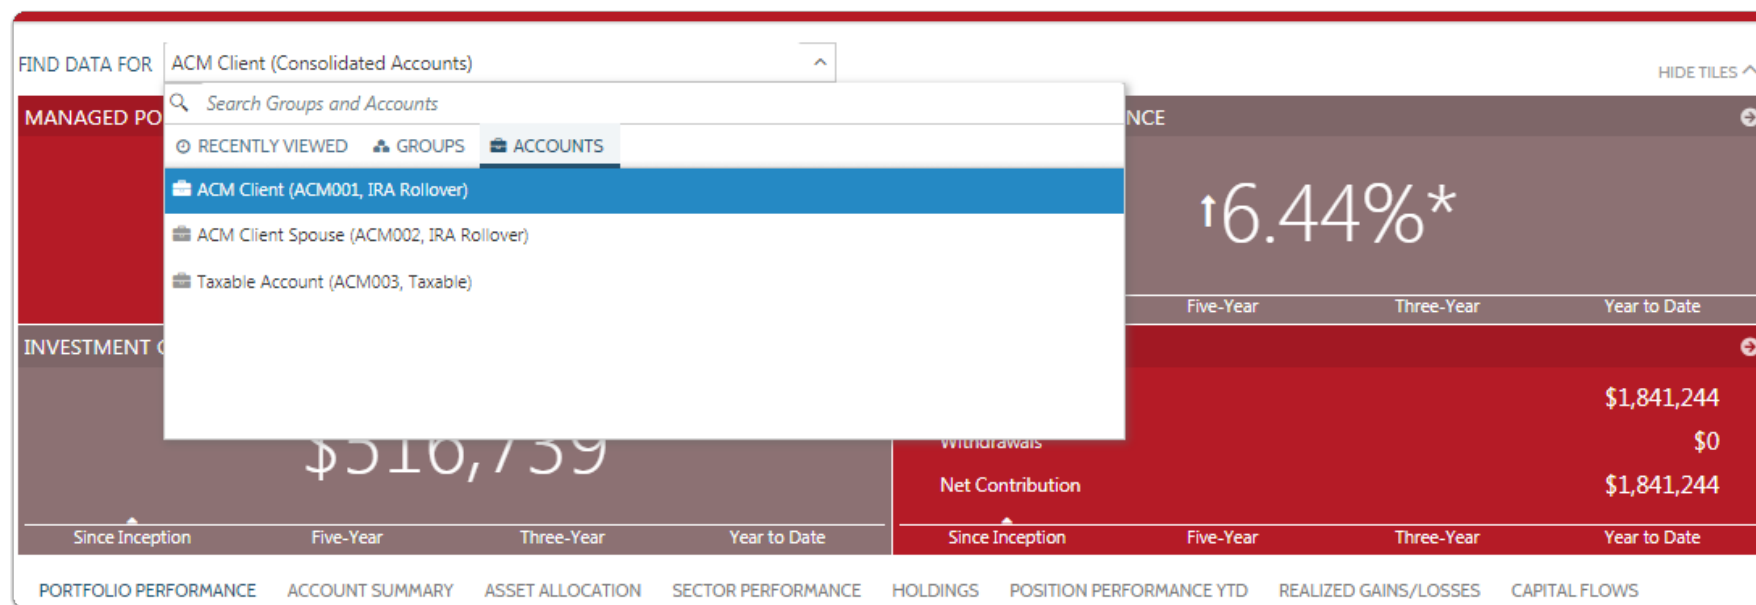 FIND DATA FOR ACM Client (Consolidated Accounts)
HIDE TILES
Search Groups and Accounts
MANAGED PO
NCE
RECENTLY VIEWED GROUPS ACCOUNTS
ACM Client (ACM001, IRA Rollover)
6.44%*
ACM Client Spouse (ACM002, IRA Rollover)
Taxable Account (ACM003, Taxable)
Five-Year Three-Year Year to Date
INVESTMENT
$1,841,244
$516,739
Withdrawals $0
Net Contribution $1,841,244
Since Inception Five-Year Three-Year Year to Date
Since Inception Five-Year Three-Year Year to Date
PORTFOLIO PERFORMANCE ACCOUNT SUMMARY ASSET ALLOCATION SECTOR PERFORMANCE HOLDINGS POSITION PERFORMANCE YTD REALIZED GAINS/LOSSES CAPITAL FLOWS